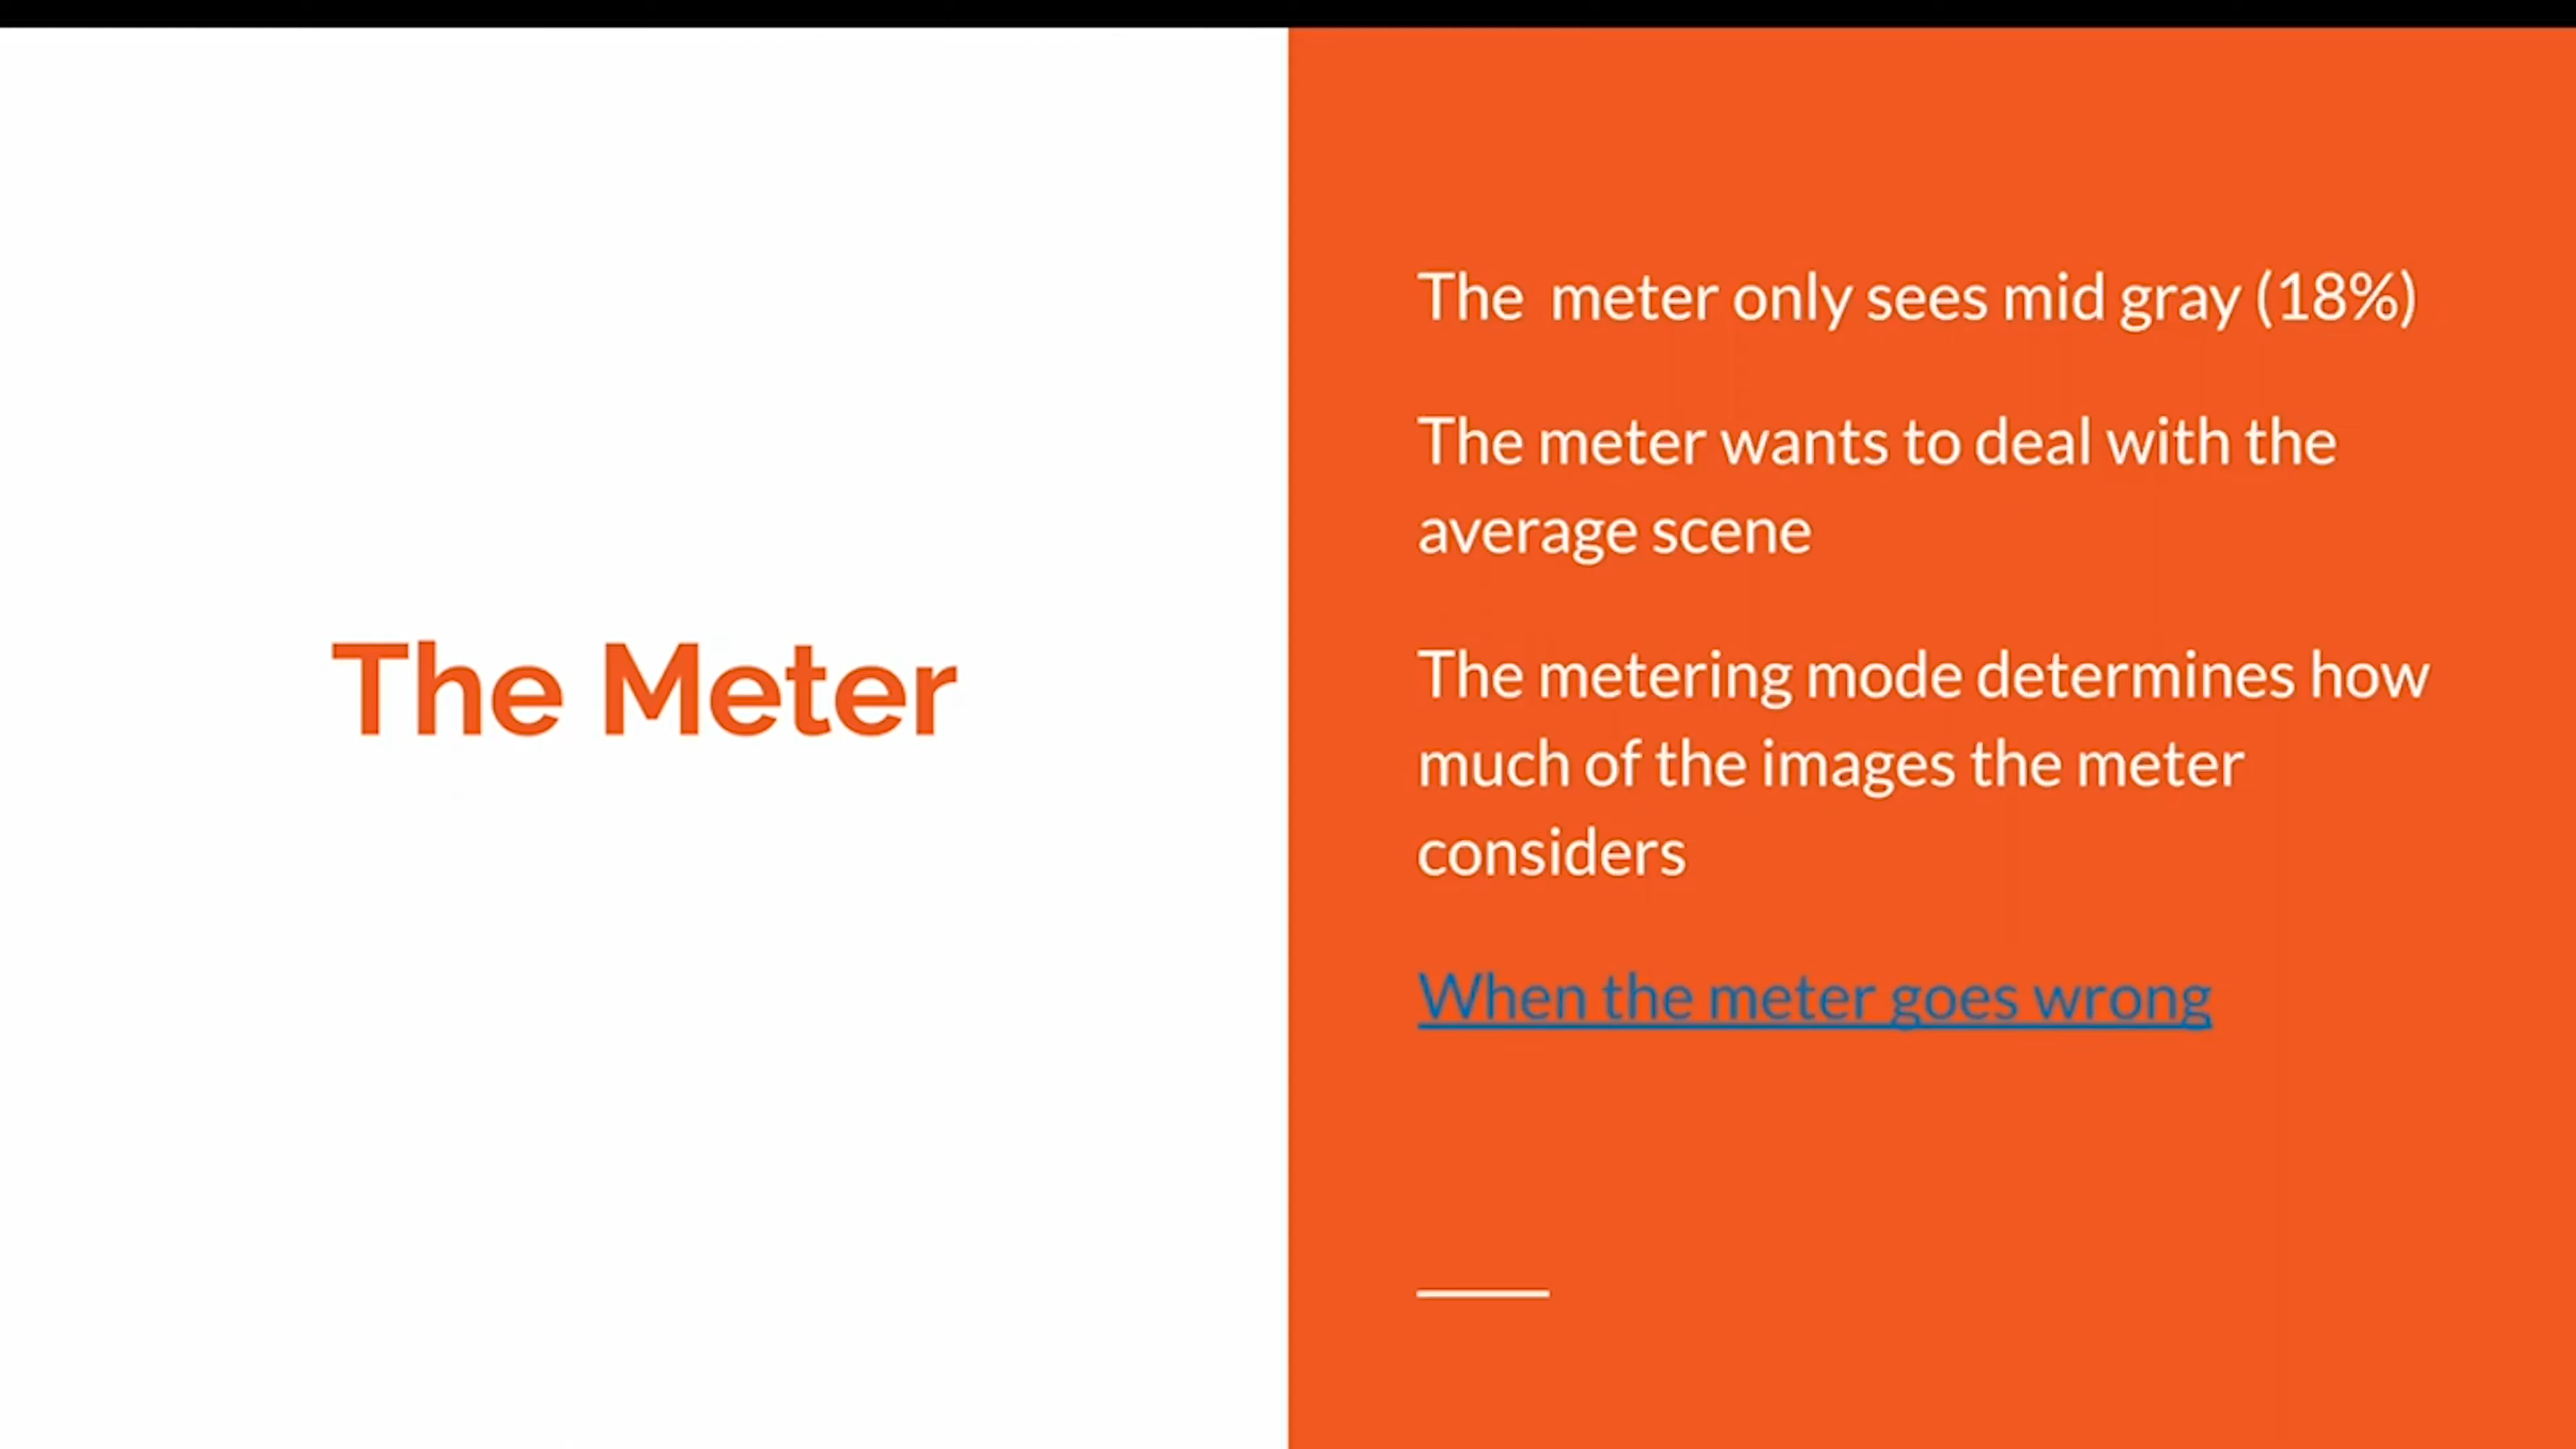 The Meter
The  meter only sees mid gray (18%)
The meter wants to deal with the
average scene
The metering mode determines how
much of the images the meter
considers
When the meter goes wrong